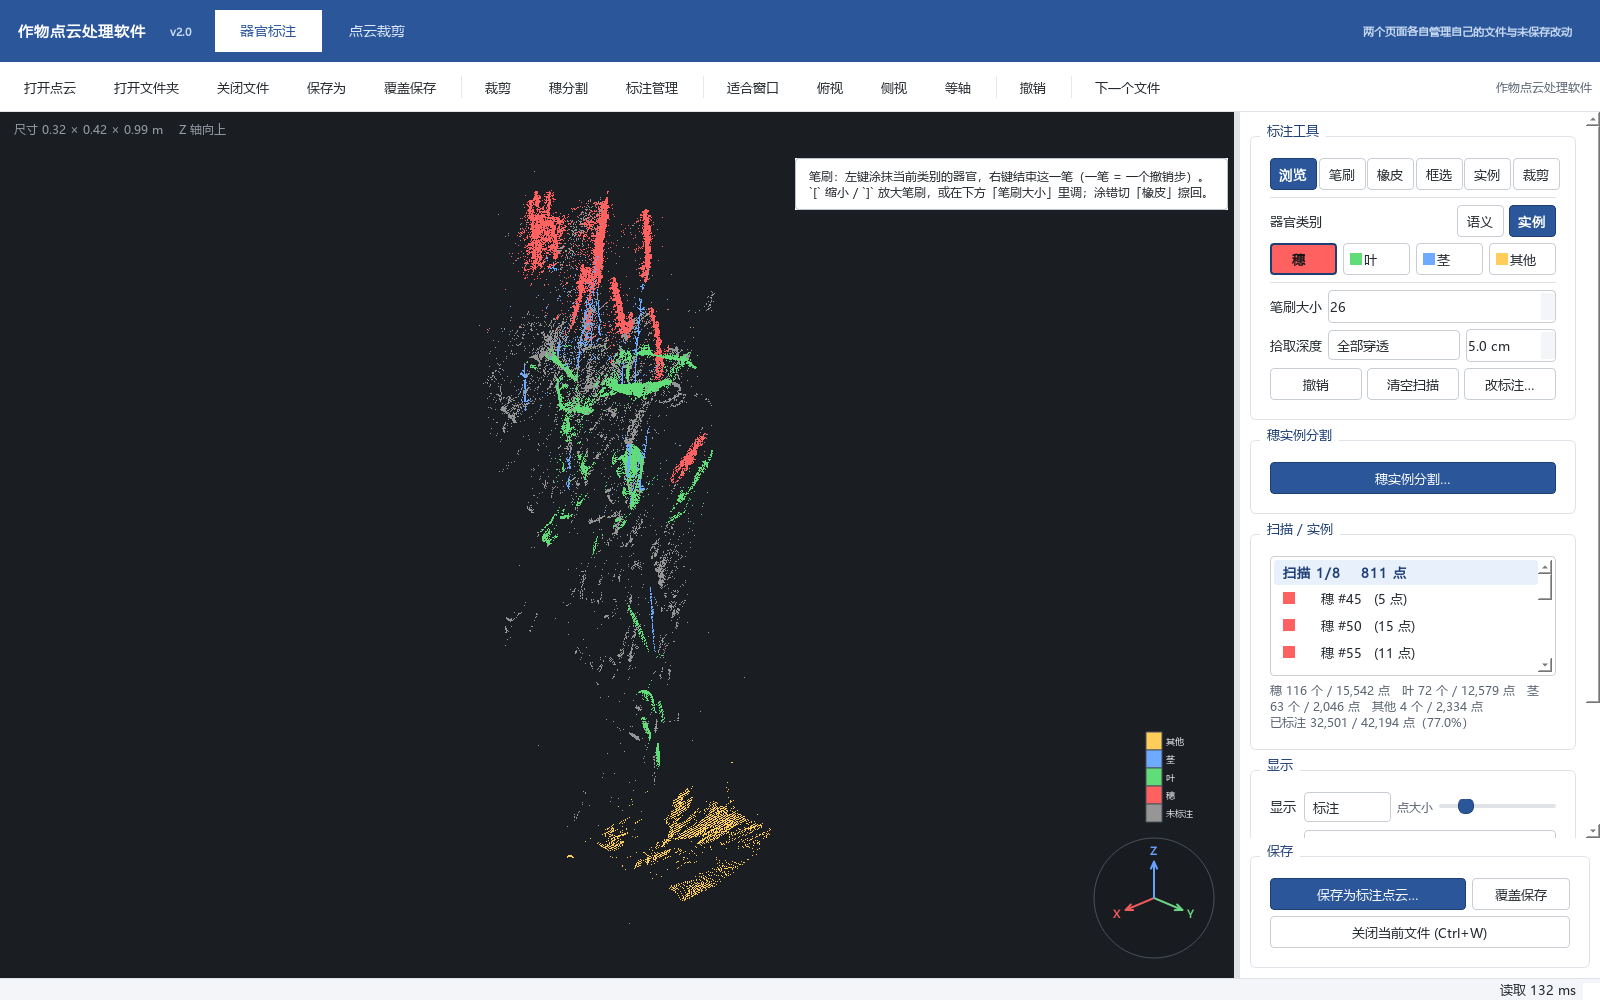 作物点云处理软件 v2.0 器官标注 点云裁剪 两个页面各自管理自己的文件与未保存改动
打开点云 打开文件夹 关闭文件 保存为 覆盖保存 裁剪 穗分割 标注管理 适合窗口 俯视 侧视 等轴 撤销 下一个文件 作物点云处理软件
尺寸 0.32 × 0.42 × 0.99 m Z 轴向上
笔刷：左键涂抹当前类别的器官，右键结束这一笔（一笔 = 一个撤销步）。
`[` 缩小 / `]` 放大笔刷，或在下方「笔刷大小」里调；涂错切「橡皮」擦回。
其他
茎
叶
穗
未标注
Z
X
Y
标注工具
浏览 笔刷 橡皮 框选 实例 裁剪
器官类别 语义 实例
穗 叶 茎 其他
笔刷大小 26
拾取深度 全部穿透 5.0 cm
撤销 清空扫描 改标注...
穗实例分割
穗实例分割...
扫描 / 实例
扫描 1/8 811 点
穗 #45 (5 点)
穗 #50 (15 点)
穗 #55 (11 点)
穗 116 个 / 15,542 点 叶 72 个 / 12,579 点 茎
63 个 / 2,046 点 其他 4 个 / 2,334 点
已标注 32,501 / 42,194 点（77.0%）
显示
显示 标注 点大小
保存
保存为标注点云... 覆盖保存
关闭当前文件 (Ctrl+W)
读取 132 ms